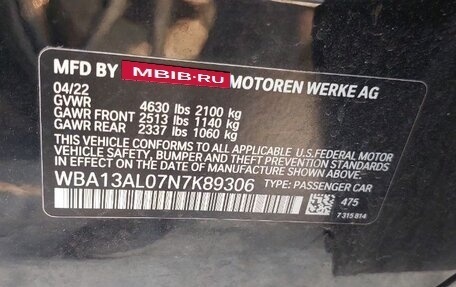 MFD BY MBIB.RU MOTOREN WERKE AG
04/22
GVWR 4630 lbs 2100 kg
GAWR FRONT 2513 lbs 1140 kg
GAWR REAR 2337 lbs 1060 kg
THIS VEHICLE CONFORMS TO ALL APPLICABLE U.S. FEDERAL MOTOR
VEHICLE SAFETY, BUMPER AND THEFT PREVENTION STANDARDS
IN EFFECT ON THE DATE OF MANUFACTURE SHOWN ABOVE.
WBA13AL07N7K89306 TYPE: PASSENGER CAR
475
7315814